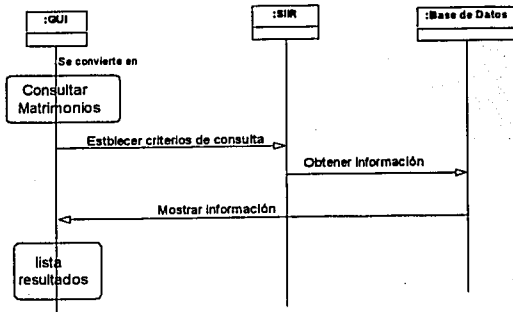 :GUI
:SIIR
:Base de Datos
Se convierte en
Consultar
Matrimonios
Estblecer criterios de consulta
Obtener información
Mostrar información
lista
resultados